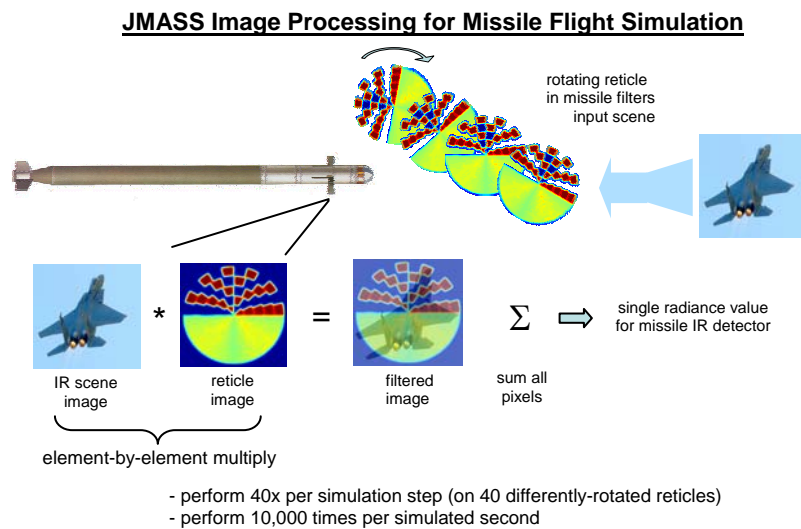 JMASS Image Processing for Missile Flight Simulation
rotating reticle
in missile filters
input scene
*
=
Σ
single radiance value
for missile IR detector
IR scene
image
reticle
image
filtered
image
sum all
pixels
element-by-element multiply
- perform 40x per simulation step (on 40 differently-rotated reticles)
- perform 10,000 times per simulated second